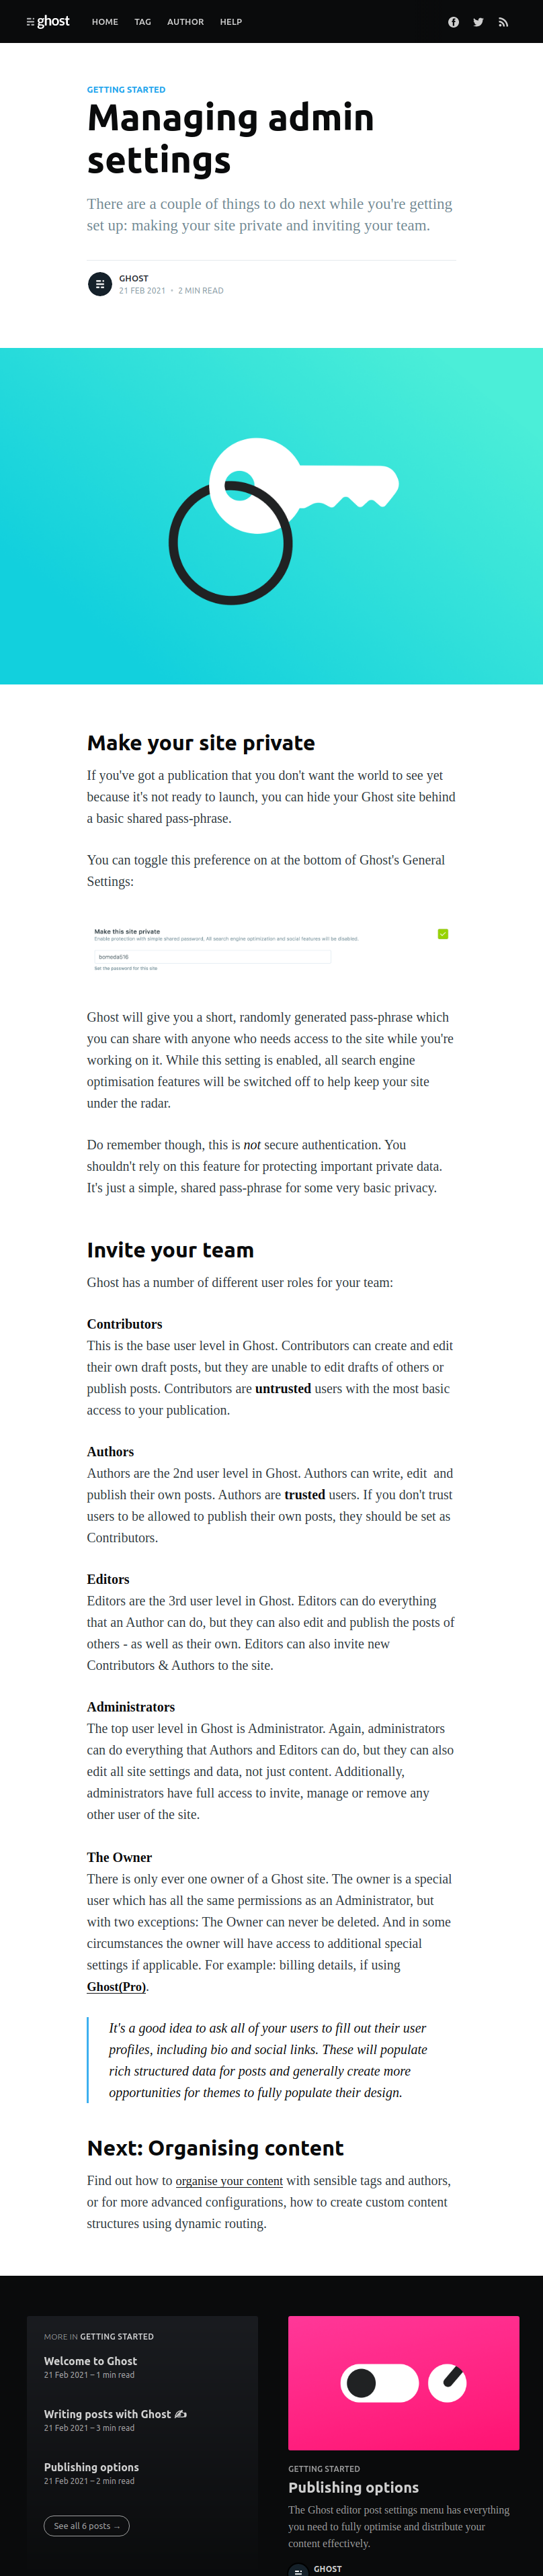 ghost HOME TAG AUTHOR HELP
GETTING STARTED
Managing admin
settings
There are a couple of things to do next while you're getting
set up: making your site private and inviting your team.
GHOST
21 FEB 2021 • 2 MIN READ
Make your site private
If you've got a publication that you don't want the world to see yet
because it's not ready to launch, you can hide your Ghost site behind
a basic shared pass-phrase.
You can toggle this preference on at the bottom of Ghost's General
Settings:
Make this site private
Enable protection with simple shared password. All search engine optimization and social features will be disabled.
bomeda516
Set the password for this site
Ghost will give you a short, randomly generated pass-phrase which
you can share with anyone who needs access to the site while you're
working on it. While this setting is enabled, all search engine
optimisation features will be switched off to help keep your site
under the radar.
Do remember though, this is not secure authentication. You
shouldn't rely on this feature for protecting important private data.
It's just a simple, shared pass-phrase for some very basic privacy.
Invite your team
Ghost has a number of different user roles for your team:
Contributors
This is the base user level in Ghost. Contributors can create and edit
their own draft posts, but they are unable to edit drafts of others or
publish posts. Contributors are untrusted users with the most basic
access to your publication.
Authors
Authors are the 2nd user level in Ghost. Authors can write, edit  and
publish their own posts. Authors are trusted users. If you don't trust
users to be allowed to publish their own posts, they should be set as
Contributors.
Editors
Editors are the 3rd user level in Ghost. Editors can do everything
that an Author can do, but they can also edit and publish the posts of
others - as well as their own. Editors can also invite new
Contributors & Authors to the site.
Administrators
The top user level in Ghost is Administrator. Again, administrators
can do everything that Authors and Editors can do, but they can also
edit all site settings and data, not just content. Additionally,
administrators have full access to invite, manage or remove any
other user of the site.
The Owner
There is only ever one owner of a Ghost site. The owner is a special
user which has all the same permissions as an Administrator, but
with two exceptions: The Owner can never be deleted. And in some
circumstances the owner will have access to additional special
settings if applicable. For example: billing details, if using
Ghost(Pro).
It's a good idea to ask all of your users to fill out their user
profiles, including bio and social links. These will populate
rich structured data for posts and generally create more
opportunities for themes to fully populate their design.
Next: Organising content
Find out how to organise your content with sensible tags and authors,
or for more advanced configurations, how to create custom content
structures using dynamic routing.
MORE IN GETTING STARTED
Welcome to Ghost
21 Feb 2021 – 1 min read
Writing posts with Ghost ✍️
21 Feb 2021 – 3 min read
Publishing options
21 Feb 2021 – 2 min read
See all 6 posts →
GETTING STARTED
Publishing options
The Ghost editor post settings menu has everything
you need to fully optimise and distribute your
content effectively.
GHOST